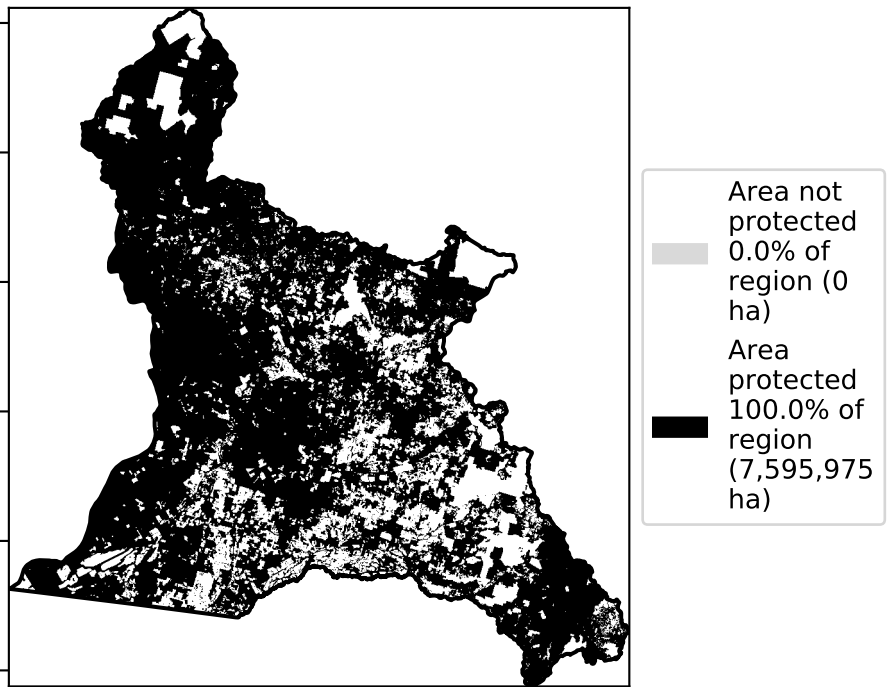 Area not
protected
0.0% of
region (0
ha)
Area
protected
100.0% of
region
(7,595,975
ha)